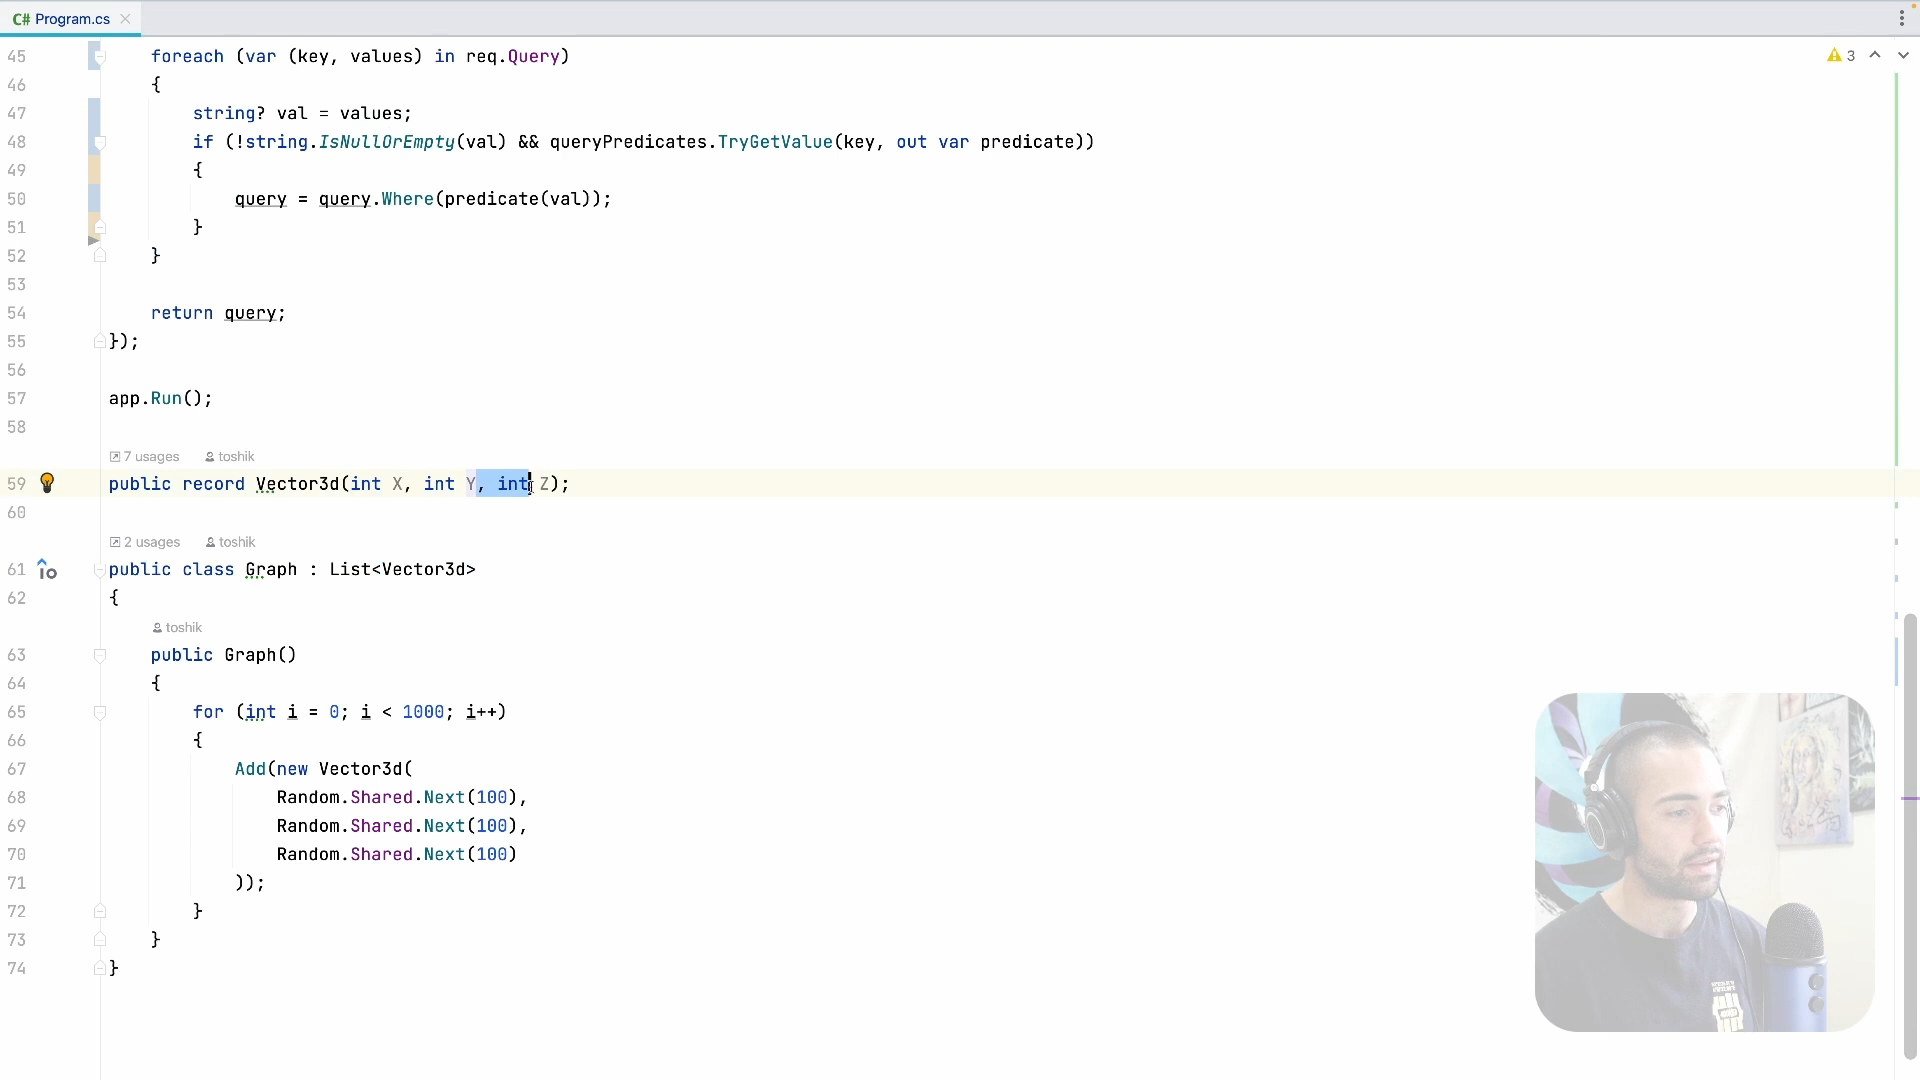 C# Program.cs
3
45 foreach (var (key, values) in req.Query)
46 {
47 string? val = values;
48 if (!string.IsNullOrEmpty(val) && queryPredicates.TryGetValue(key, out var predicate))
49 {
50 query = query.Where(predicate(val));
51 }
52 }
53
54 return query;
55 });
56
57 app.Run();
58
7 usages toshik
59 public record Vector3d(int X, int Y, int Z);
60
2 usages toshik
61 public class Graph : List<Vector3d>
62 {
toshik
63 public Graph()
64 {
65 for (int i = 0; i < 1000; i++)
66 {
67 Add(new Vector3d(
68 Random.Shared.Next(100),
69 Random.Shared.Next(100),
70 Random.Shared.Next(100)
71 ));
72 }
73 }
74 }